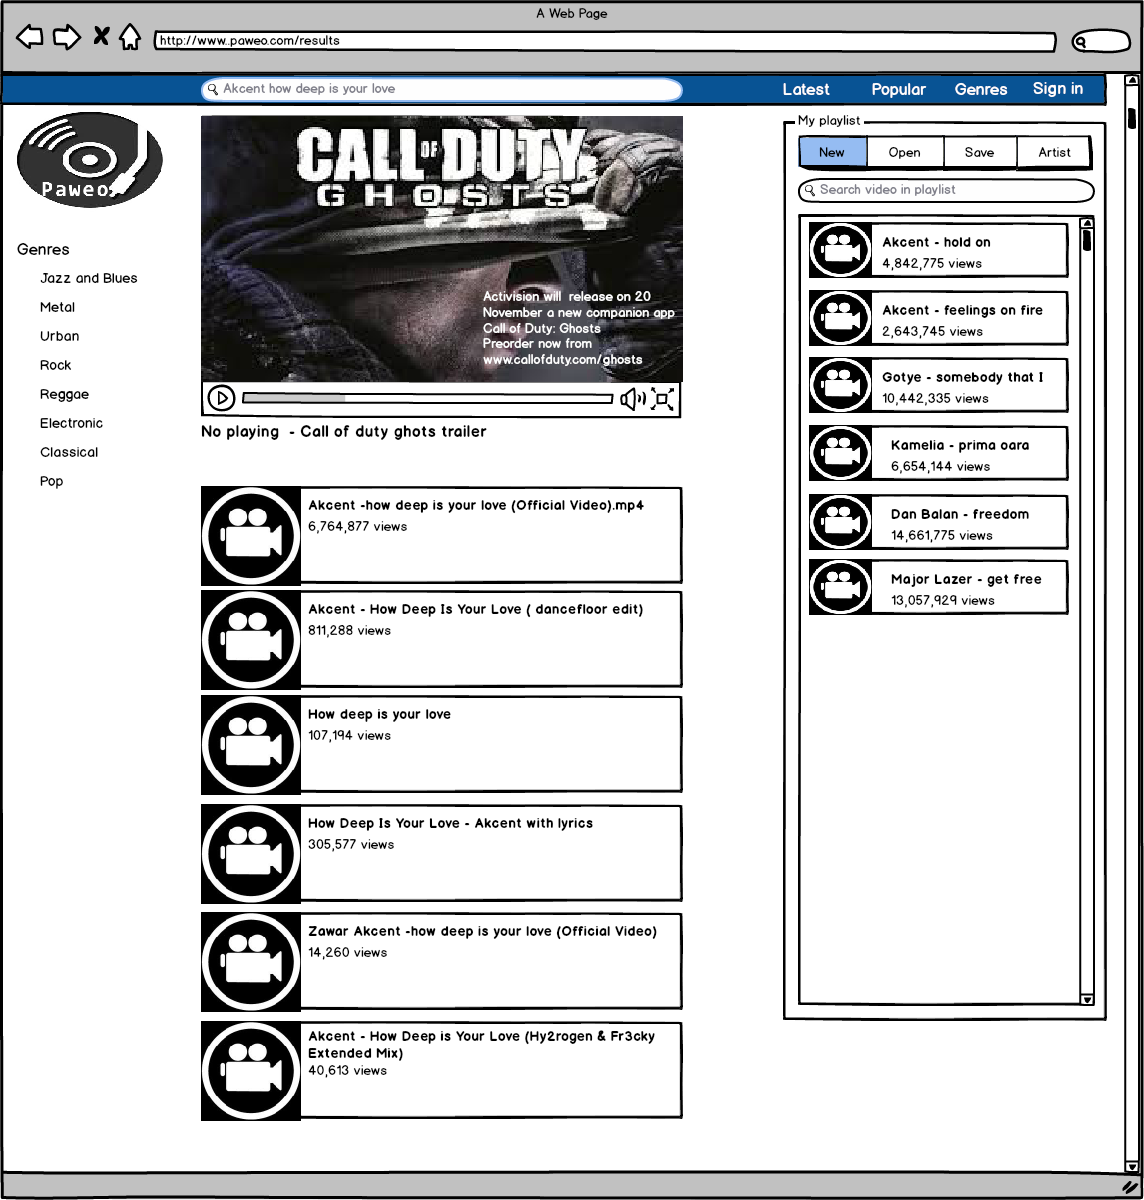 A Web Page
http://www.paweo.com/results
Akcent how deep is your love
Latest
Popular
Genres
Sign in
Paweo
Genres
Jazz and Blues
Metal
Urban
Rock
Reggae
Electronic
Classical
Pop
CALL OF DUTY
GHOSTS
Activision will release on 20
November a new companion app
Call of Duty: Ghosts
Preorder now from
www.callofduty.com/ghosts
No playing - Call of duty ghots trailer
Akcent -how deep is your love (Official Video).mp4
6,764,877 views
Akcent - How Deep Is Your Love ( dancefloor edit)
811,288 views
How deep is your love
107,194 views
How Deep Is Your Love - Akcent with lyrics
305,577 views
Zawar Akcent -how deep is your love (Official Video)
14,260 views
Akcent - How Deep is Your Love (Hy2rogen & Fr3cky
Extended Mix)
40,613 views
My playlist
New
Open
Save
Artist
Search video in playlist
Akcent - hold on
4,842,775 views
Akcent - feelings on fire
2,643,745 views
Gotye - somebody that I
10,442,335 views
Kamelia - prima oara
6,654,144 views
Dan Balan - freedom
14,661,775 views
Major Lazer - get free
13,057,929 views